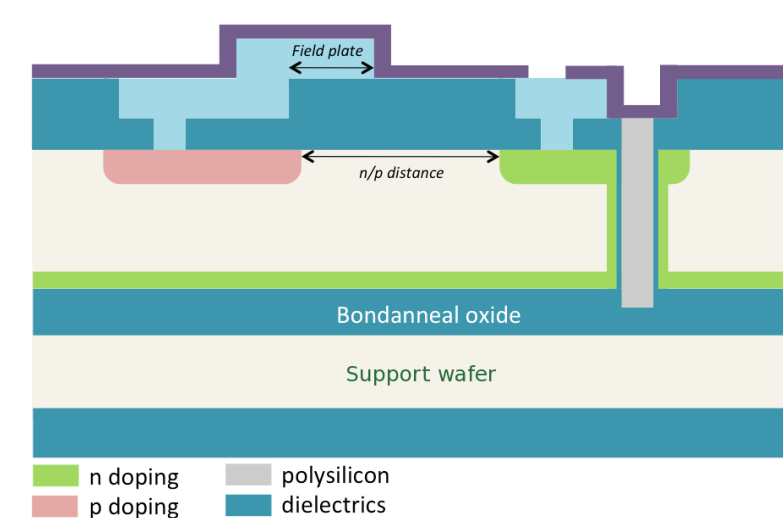 Field plate
n/p distance
Bondanneal oxide
Support wafer
n doping
polysilicon
p doping
dielectrics